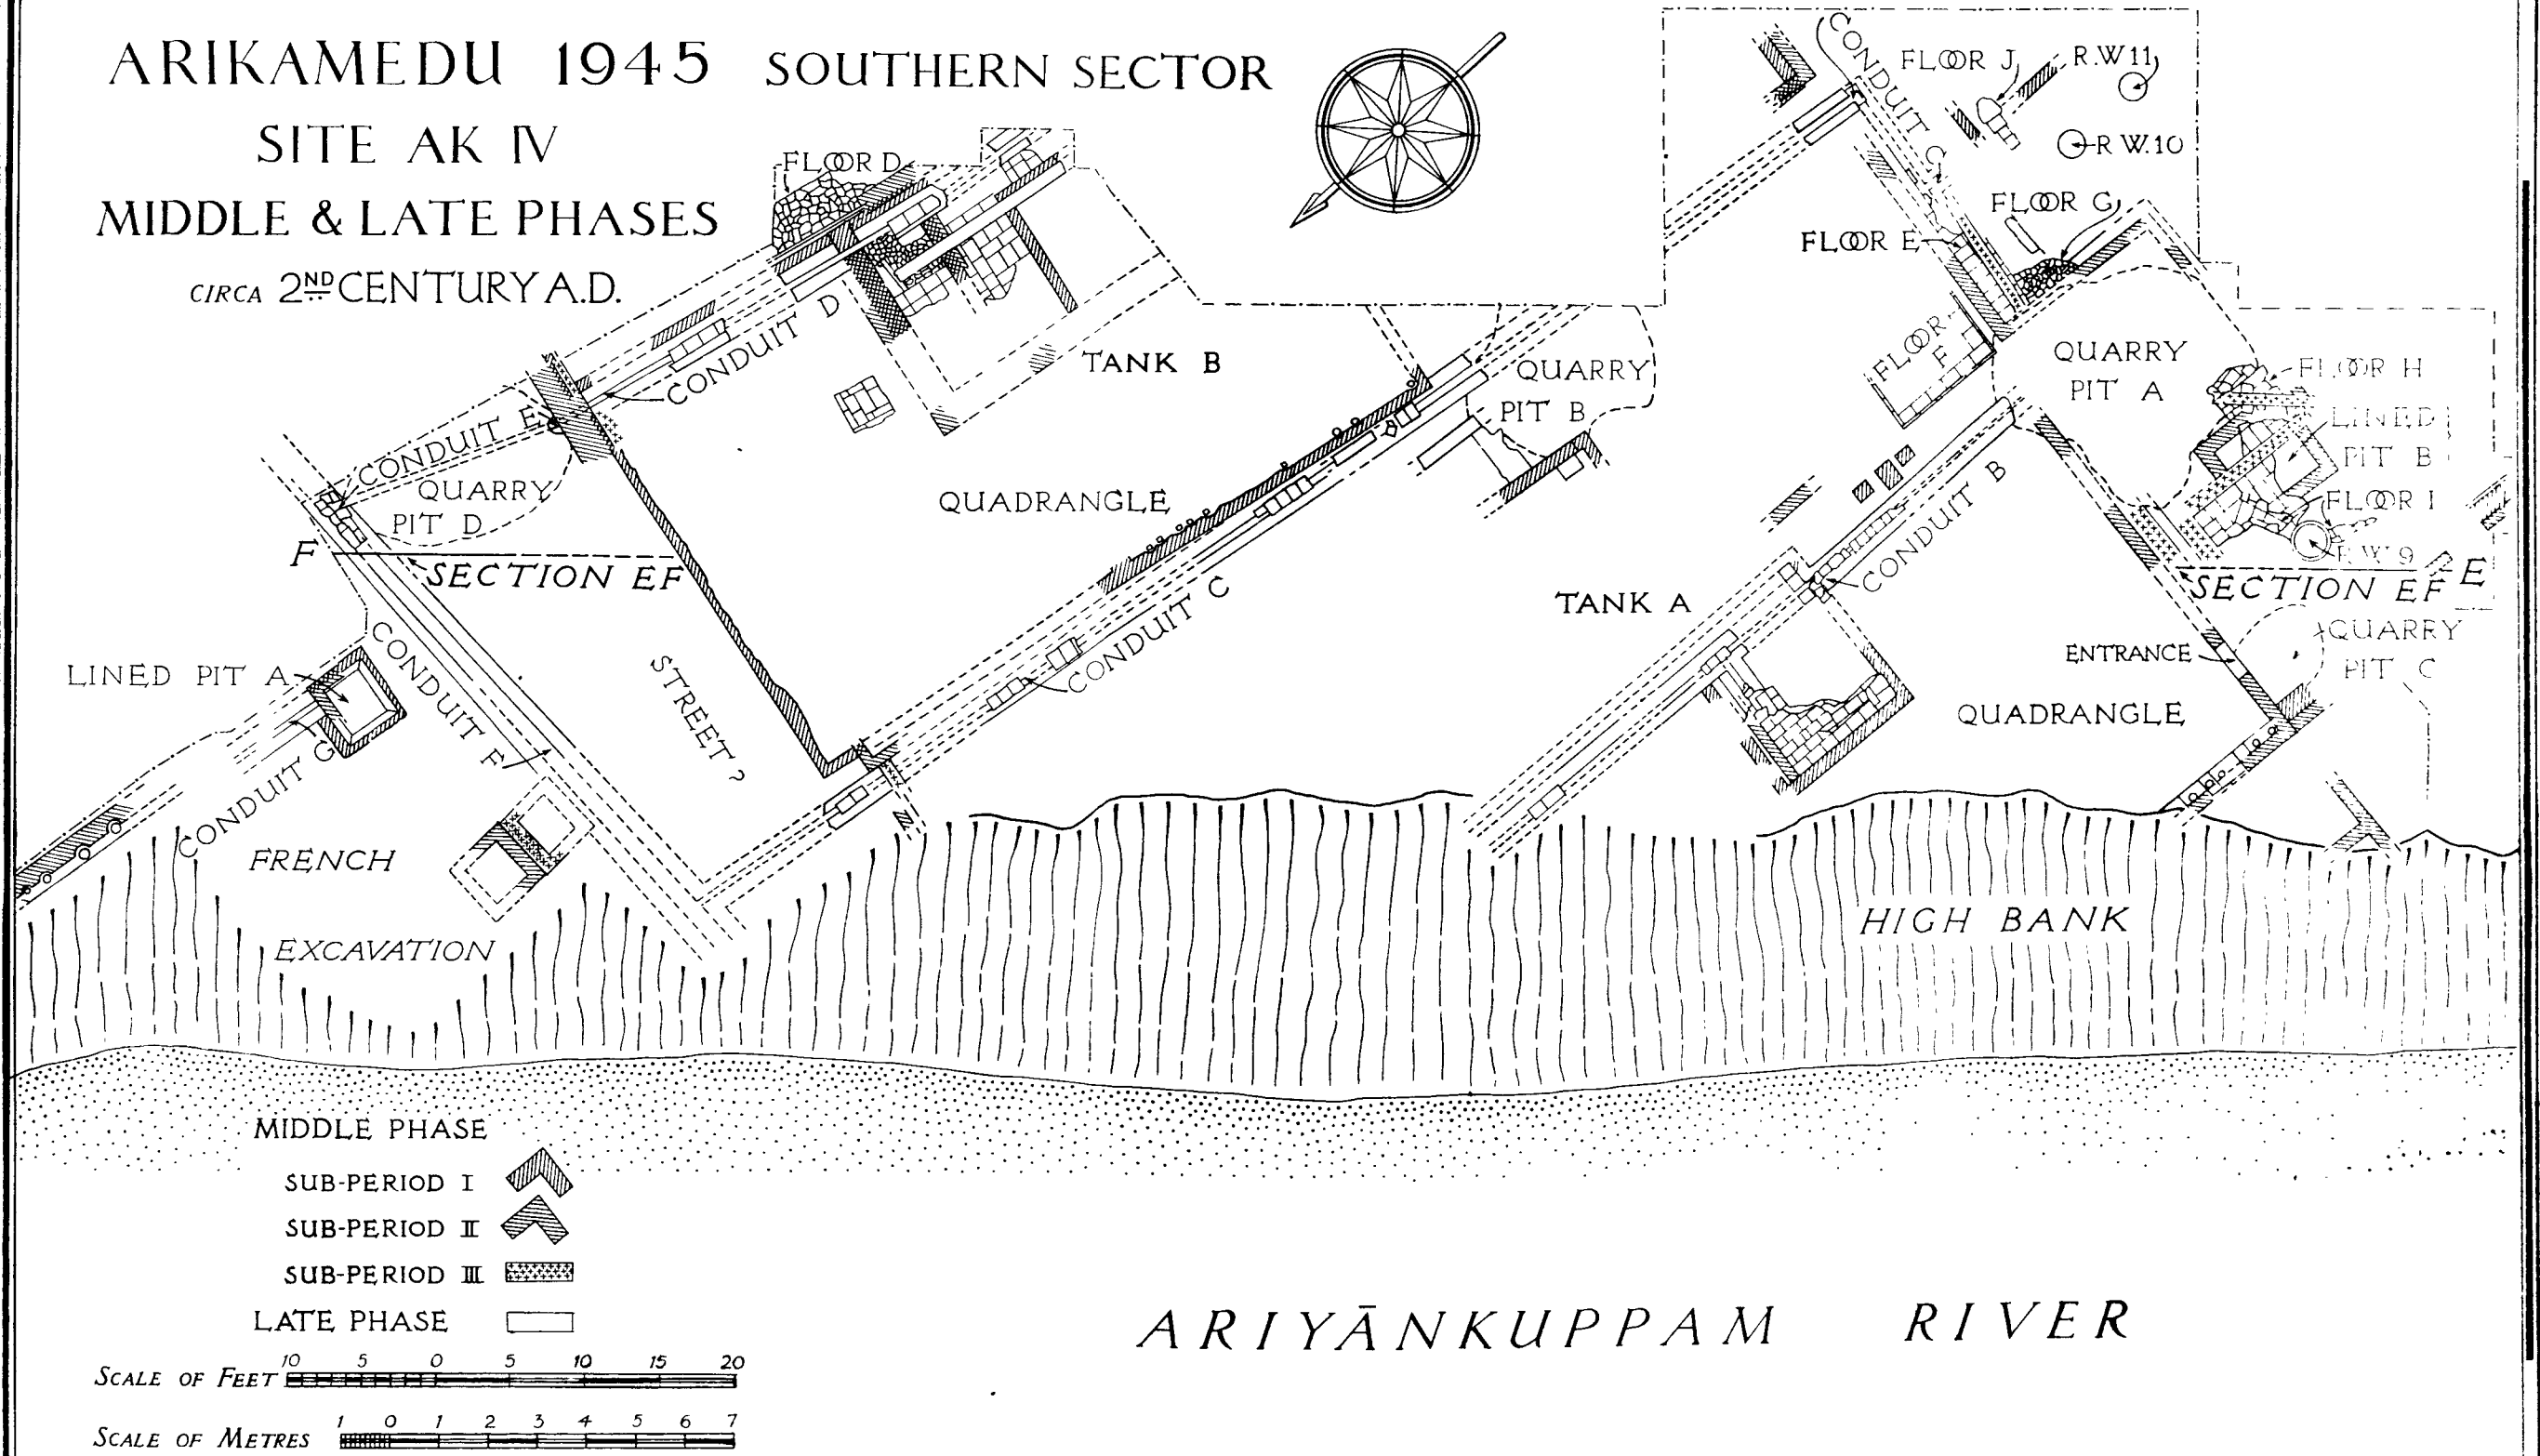 ARIKAMEDU 1945 SOUTHERN SECTOR
SITE AK IV
MIDDLE & LATE PHASES
CIRCA 2ND CENTURY A.D.
FLOOR D
CONDUIT D
TANK B
CONDUIT E
QUARRY
PIT D
F
SECTION EF
QUADRANGLE
CONDUIT C
QUARRY
PIT B
CONDUIT C
FLOOR J
R.W 11
R W.10
FLOOR G
FLOOR E
FLOOR F
QUARRY
PIT A
FLOOR H
LINED
PIT B
FLOOR I
R W 9
SECTION EF
E
CONDUIT B
TANK A
ENTRANCE
QUARRY
PIT C
QUADRANGLE
LINED PIT A
CONDUIT F
STREET ?
CONDUIT G
FRENCH
EXCAVATION
HIGH BANK
MIDDLE PHASE
SUB-PERIOD I
SUB-PERIOD II
SUB-PERIOD III
LATE PHASE
10 5 0 5 10 15 20
SCALE OF FEET
1 0 1 2 3 4 5 6 7
SCALE OF METRES
ARIYĀNKUPPAM RIVER